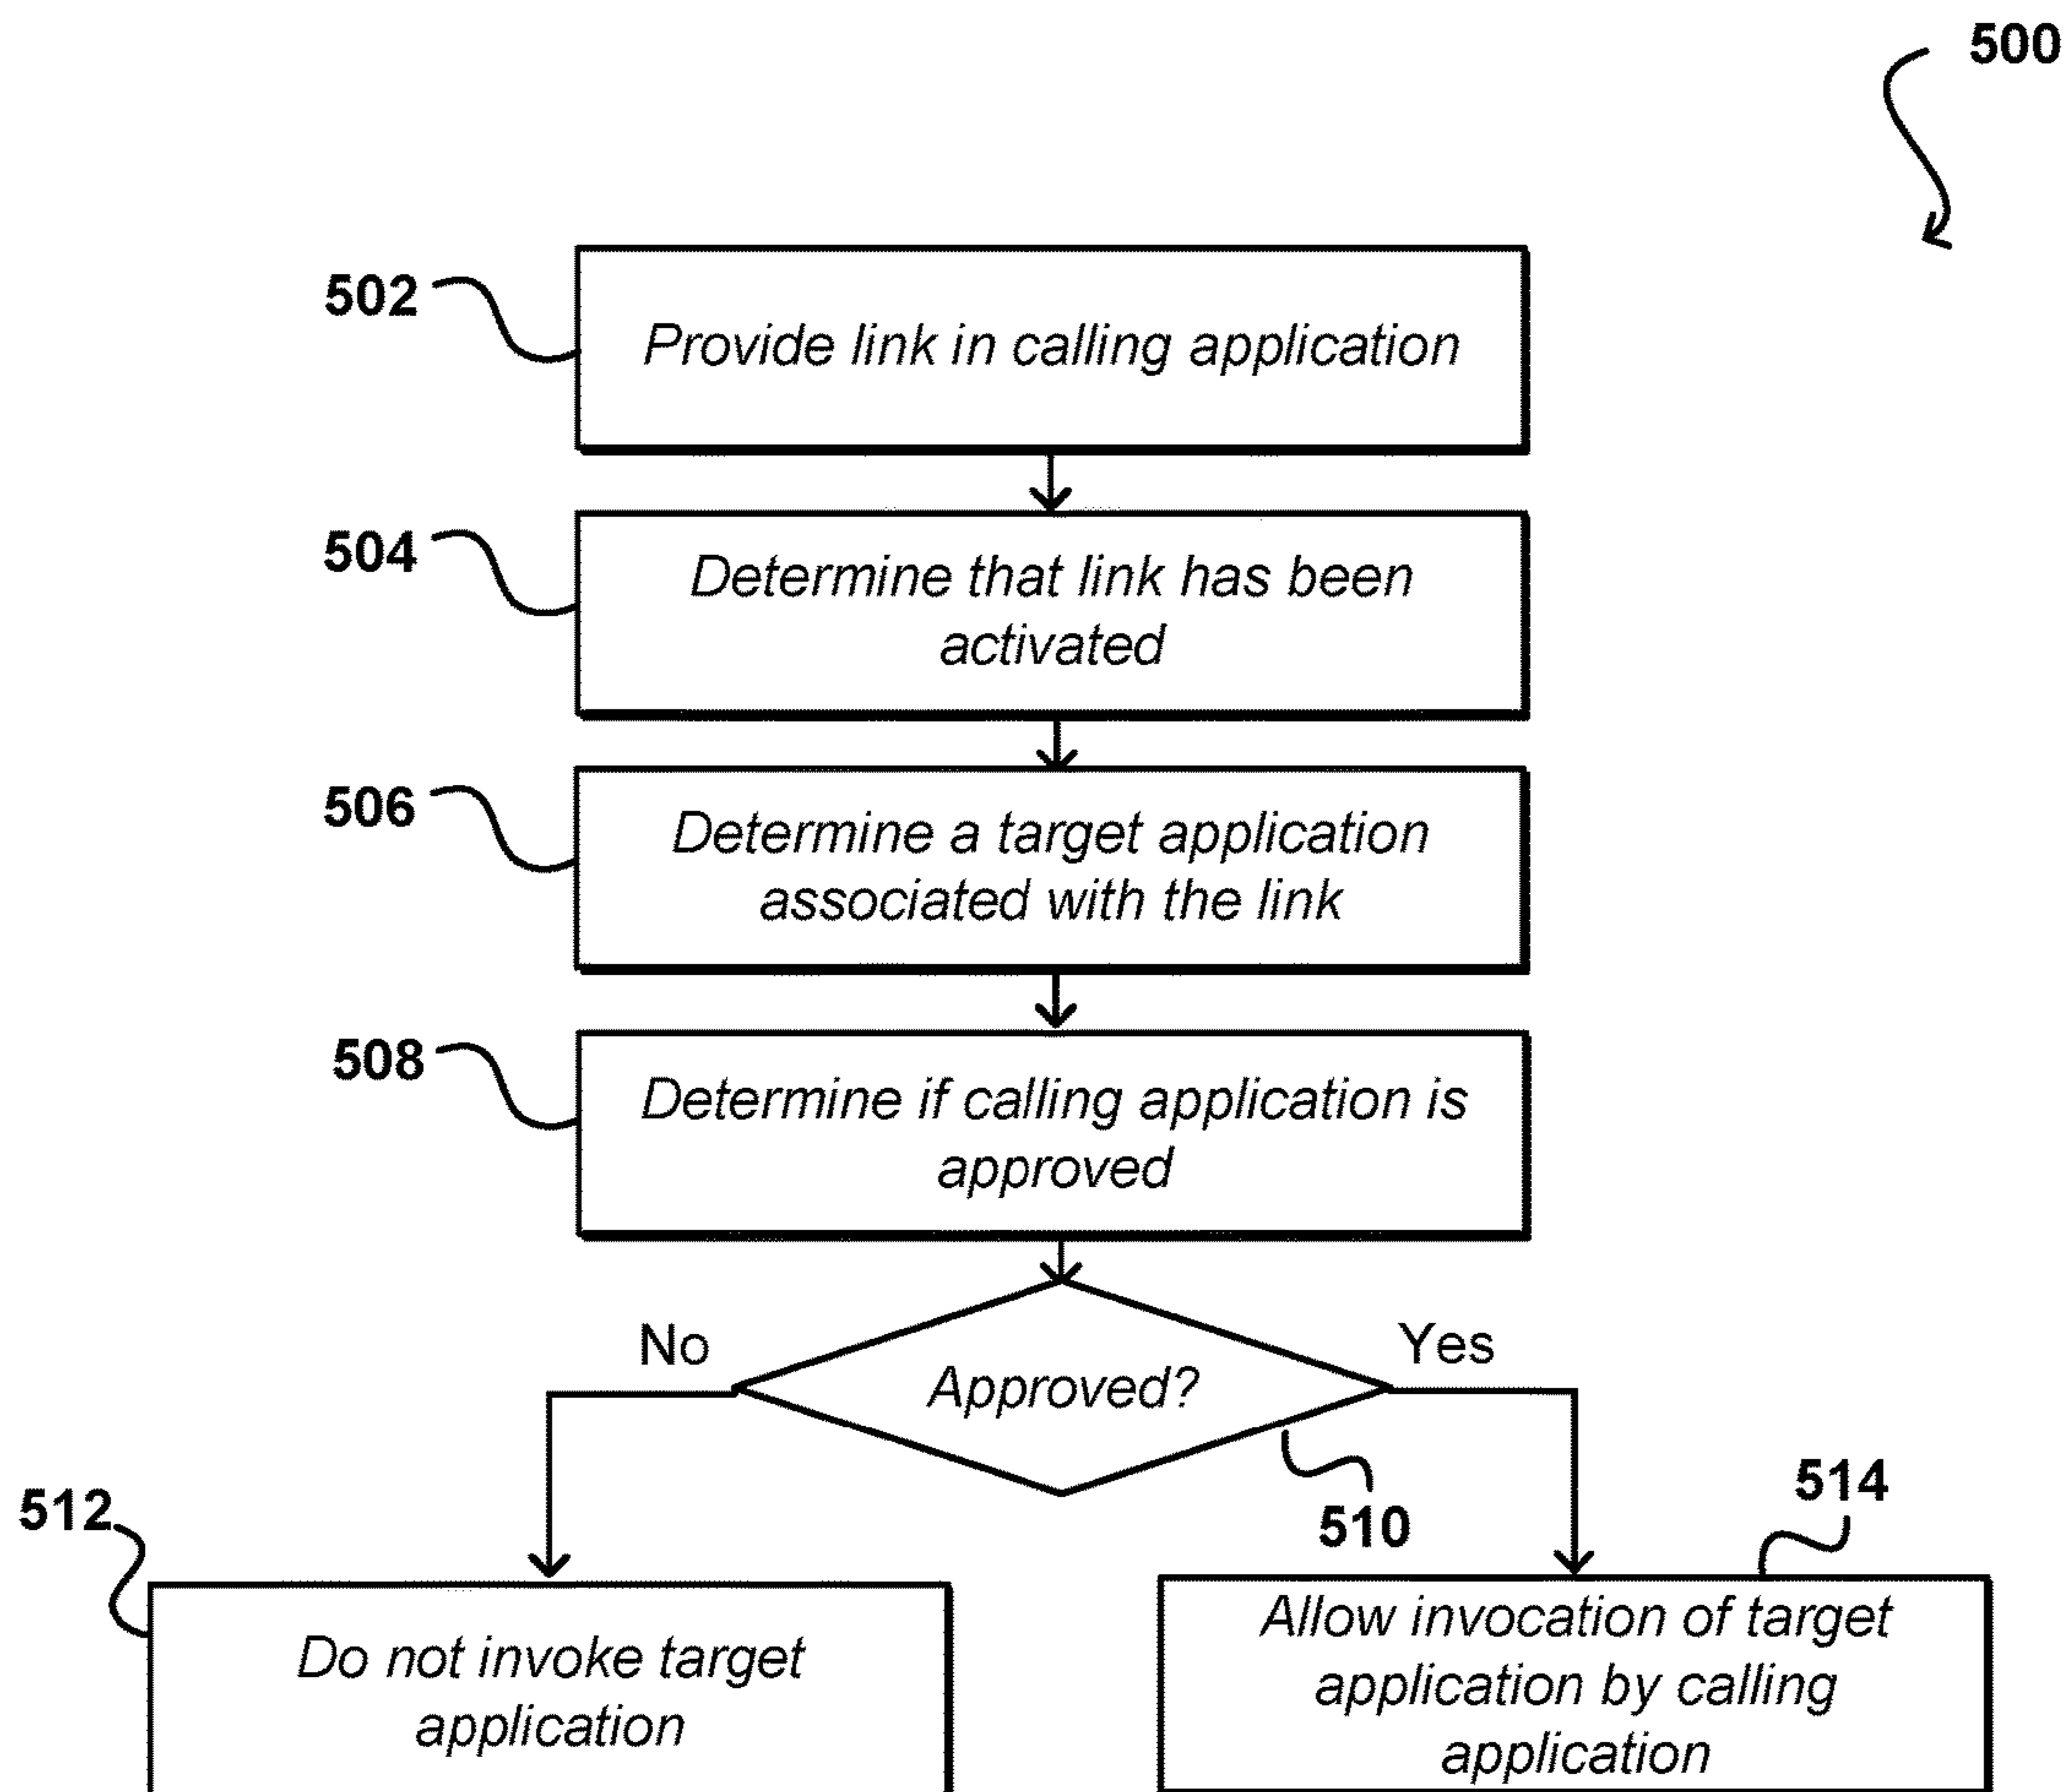 500
502
Provide link in calling application
504
Determine that link has been
activated
506
Determine a target application
associated with the link
508
Determine if calling application is
approved
No
Yes
Approved?
510
512
514
Do not invoke target
application
Allow invocation of target
application by calling
application